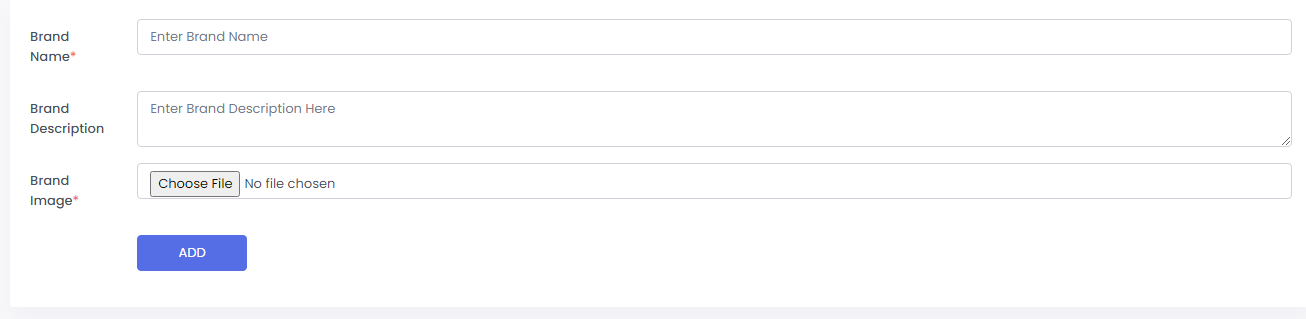 Brand
Name*
Enter Brand Name
Brand
Description
Enter Brand Description Here
Brand
Image*
Choose File No file chosen
ADD